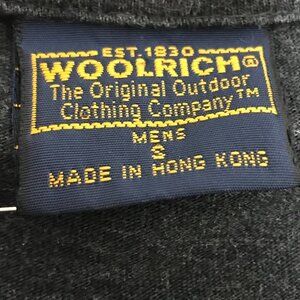 EST. 1830
WOOLRICH®
The Original Outdoor
Clothing Company™
MENS
S
MADE IN HONG KONG